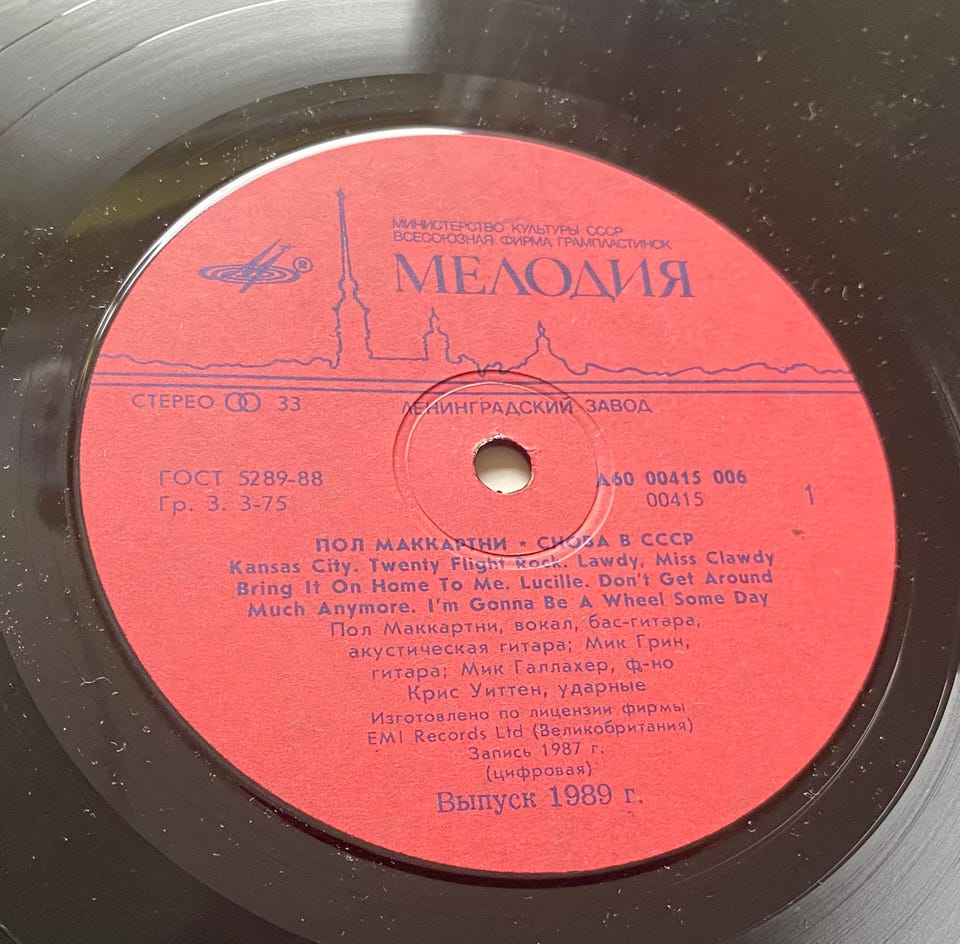 МИНИСТЕРСТВО КУЛЬТУРЫ СССР
ВСЕСОЮЗНАЯ ФИРМА ГРАМПЛАСТИНОК
МЕЛОДИЯ
®
СТЕРЕО 33
ЛЕНИНГРАДСКИЙ ЗАВОД
ГОСТ 5289-88
Гр. 3. 3-75
А60 00415 006
00415
1
ПОЛ МАККАРТНИ ★ СНОВА В СССР
Kansas City. Twenty Flight Rock. Lawdy, Miss Clawdy
Bring It On Home To Me. Lucille. Don't Get Around
Much Anymore. I'm Gonna Be A Wheel Some Day
Пол Маккартни, вокал, бас-гитара,
акустическая гитара; Мик Грин,
гитара; Мик Галлахер, ф-но
Крис Уиттен, ударные
Изготовлено по лицензии фирмы
EMI Records Ltd (Великобритания)
Запись 1987 г.
(цифровая)
Выпуск 1989 г.